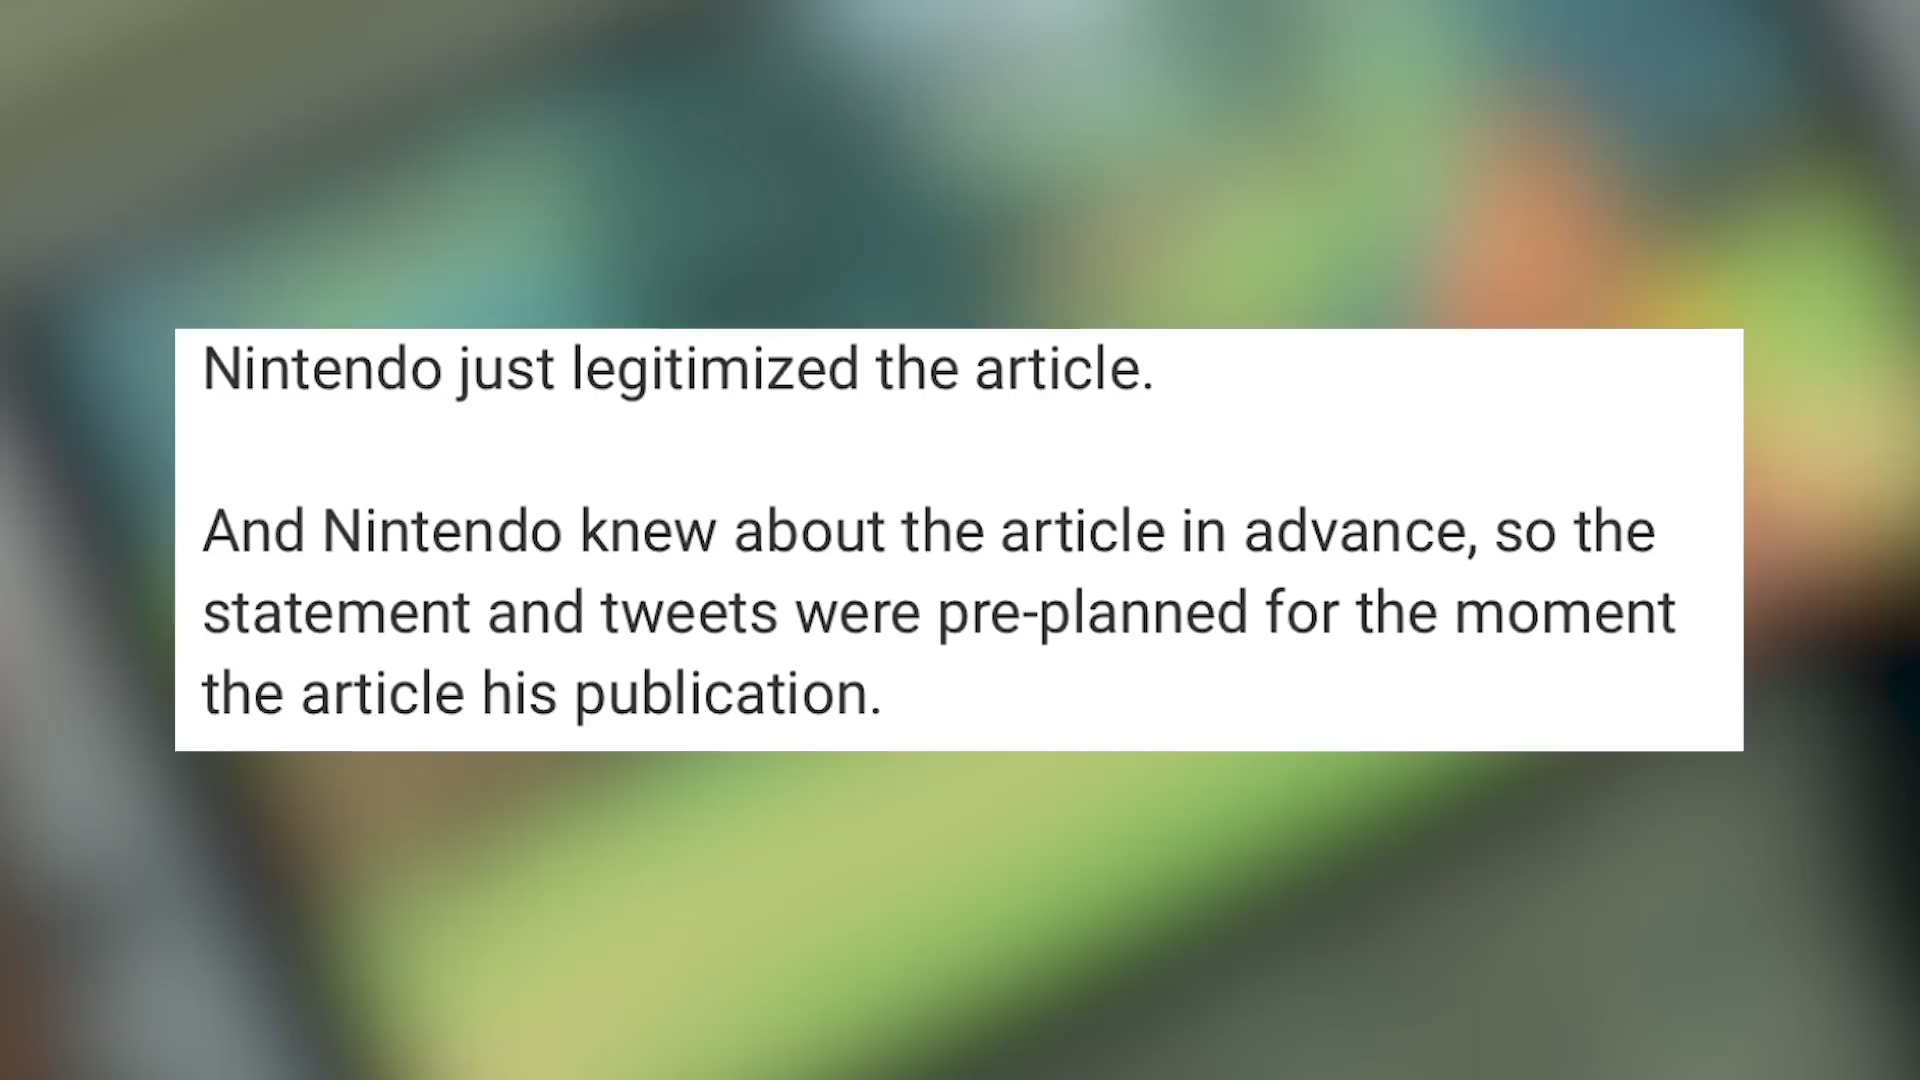 Nintendo just legitimized the article.
And Nintendo knew about the article in advance, so the
statement and tweets were pre-planned for the moment
the article his publication.